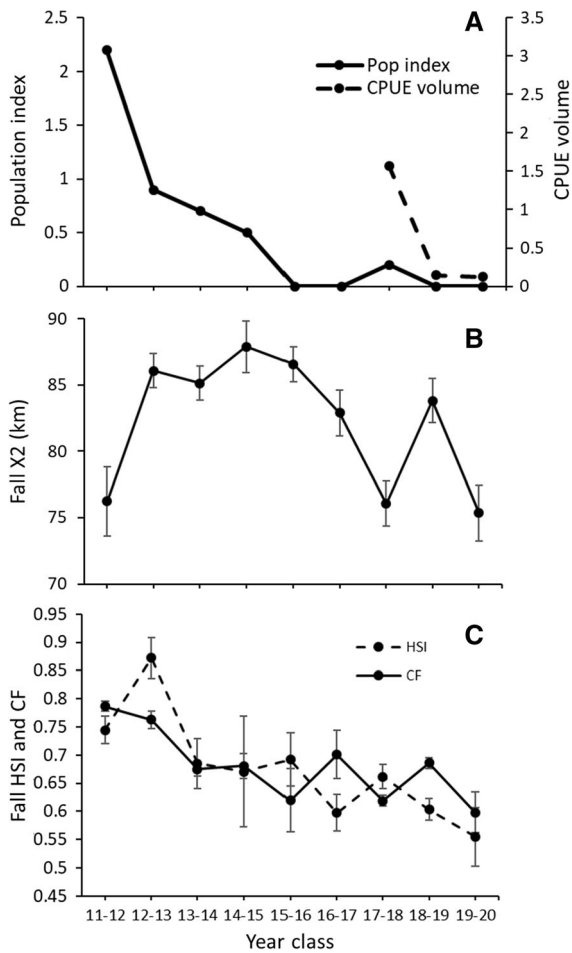 A
2.5
2
1.5
1
0.5
0
Population index
3.5
3
2.5
2
1.5
1
0.5
0
CPUE volume
Pop index
CPUE volume
B
90
85
80
75
70
Fall X2 (km)
C
0.95
0.9
0.85
0.8
0.75
0.7
0.65
0.6
0.55
0.5
0.45
Fall HSI and CF
HSI
CF
11-12 12-13 13-14 14-15 15-16 16-17 17-18 18-19 19-20
Year class